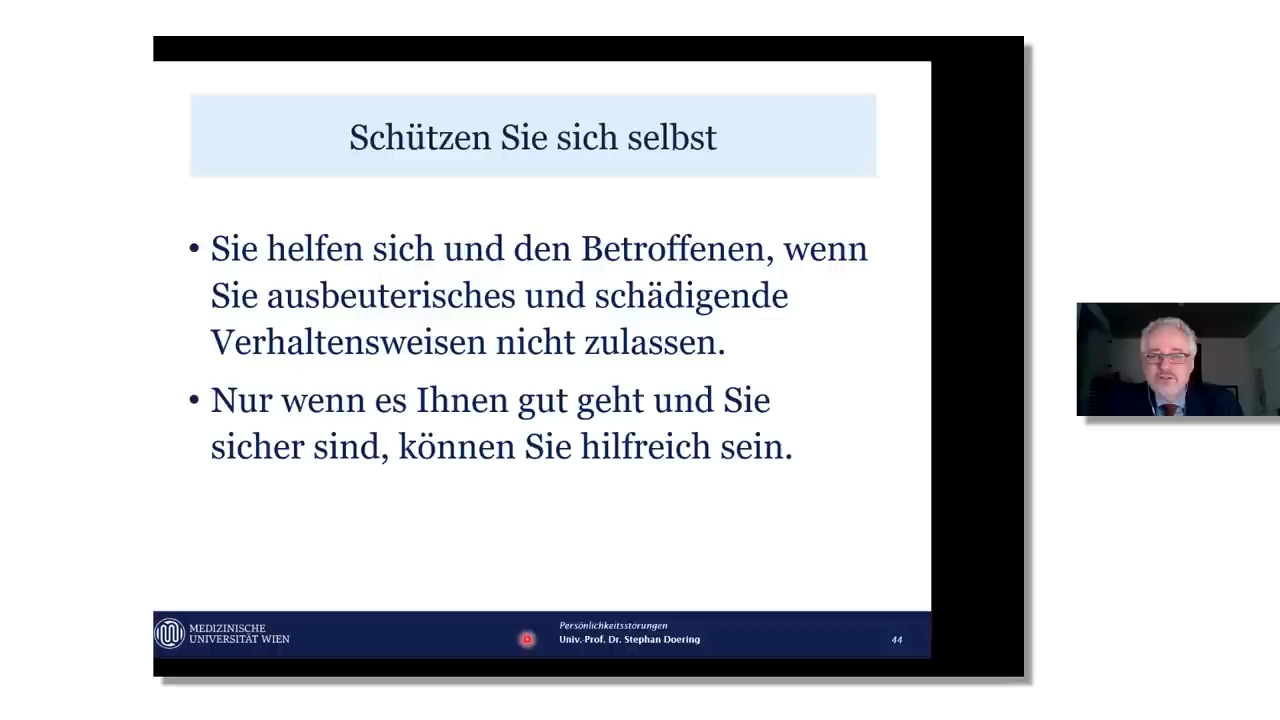 Schützen Sie sich selbst
• Sie helfen sich und den Betroffenen, wenn
Sie ausbeuterisches und schädigende
Verhaltensweisen nicht zulassen.
• Nur wenn es Ihnen gut geht und Sie
sicher sind, können Sie hilfreich sein.
MEDIZINISCHE
UNIVERSITÄT WIEN
Persönlichkeitsstörungen
Univ.-Prof. Dr. Stephan Doering
44